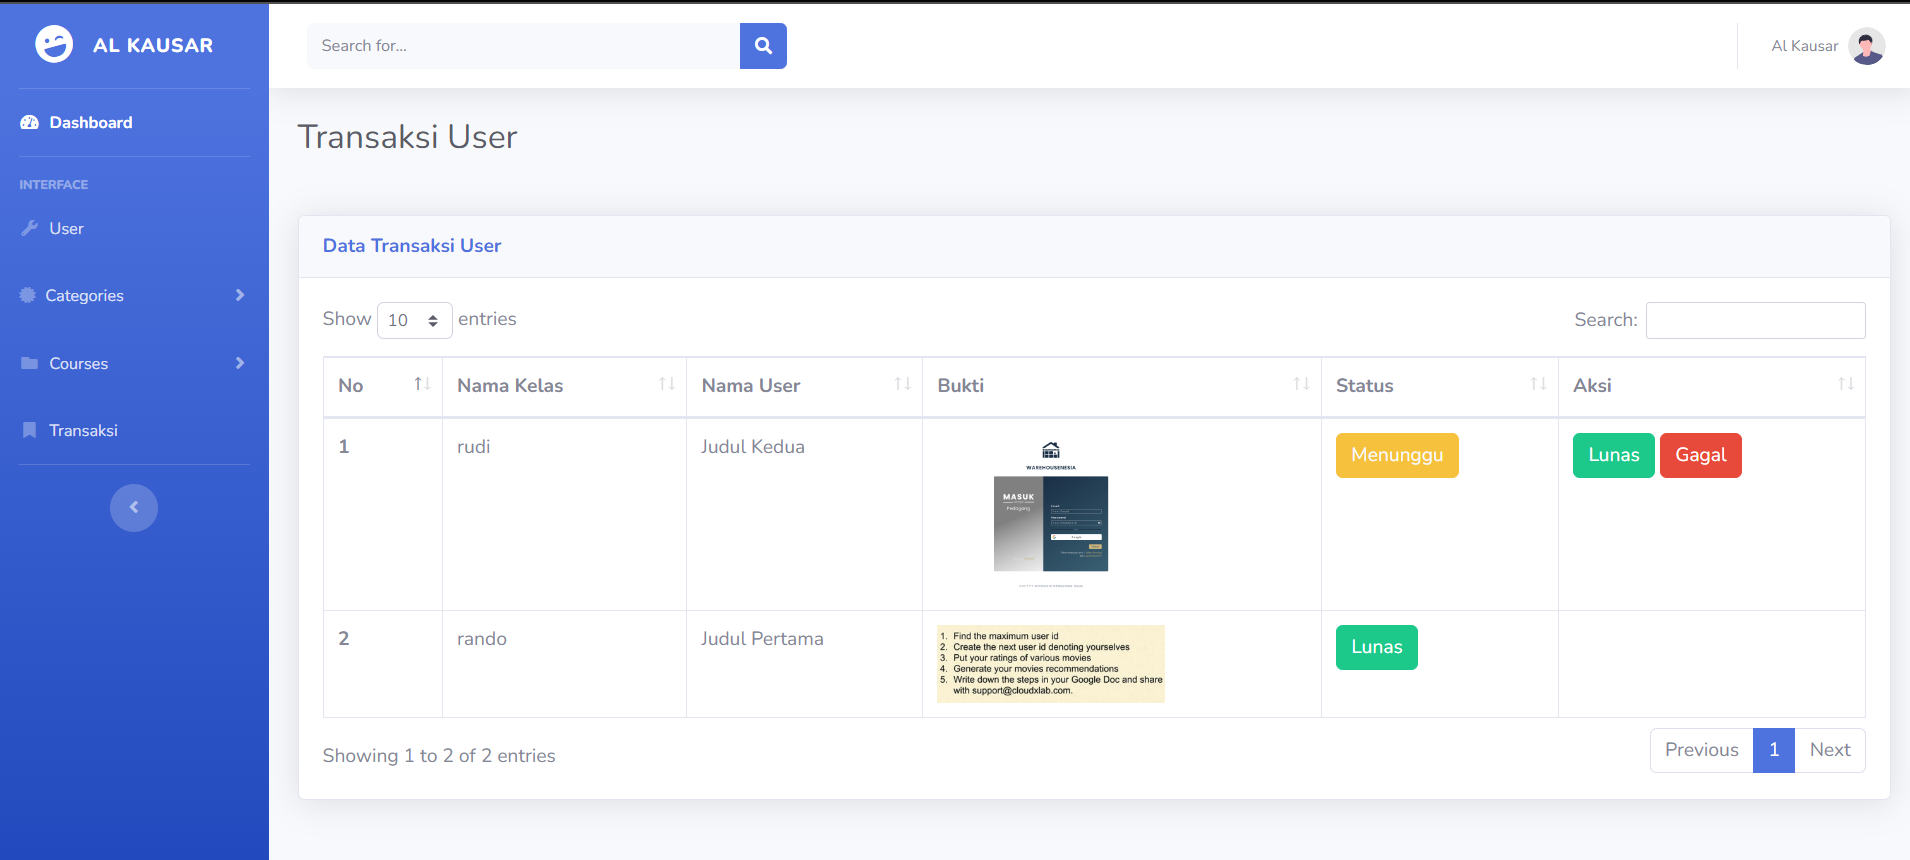 AL KAUSAR
Search for...
Al Kausar
Dashboard
Transaksi User
INTERFACE
User
Data Transaksi User
Categories
Show 10 entries
Search:
Courses
No Nama Kelas Nama User Bukti Status Aksi
Transaksi
1 rudi Judul Kedua Menunggu Lunas Gagal
WAREHOUSENESIA
MASUK
Pedagang
2 rando Judul Pertama Lunas
1. Find the maximum user id
2. Create the next user id denoting yourselves
3. Put your ratings of various movies
4. Generate your movies recommendations
5. Write down the steps in your Google Doc and share
with support@cloudxlab.com.
Showing 1 to 2 of 2 entries
Previous 1 Next